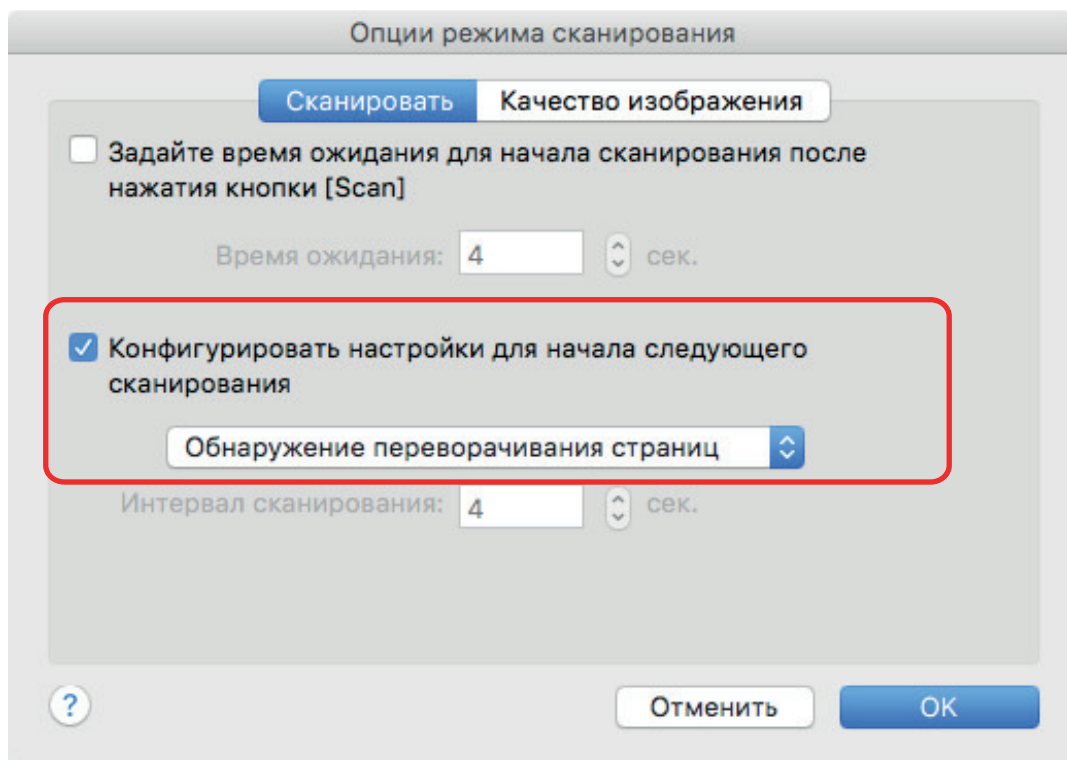 Опции режима сканирования
Сканировать
Качество изображения
Задайте время ожидания для начала сканирования после
нажатия кнопки [Scan]
Время ожидания: 4 сек.
Конфигурировать настройки для начала следующего
сканирования
Обнаружение переворачивания страниц
Интервал сканирования: 4 сек.
?
Отменить
OK